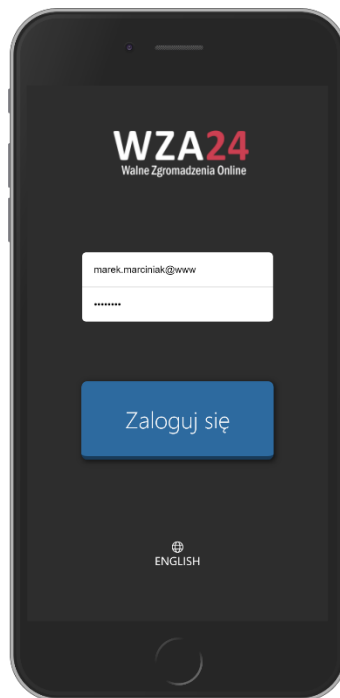 WZA24
Walne Zgromadzenia Online
marek.marciniak@www
••••••••
Zaloguj się
ENGLISH